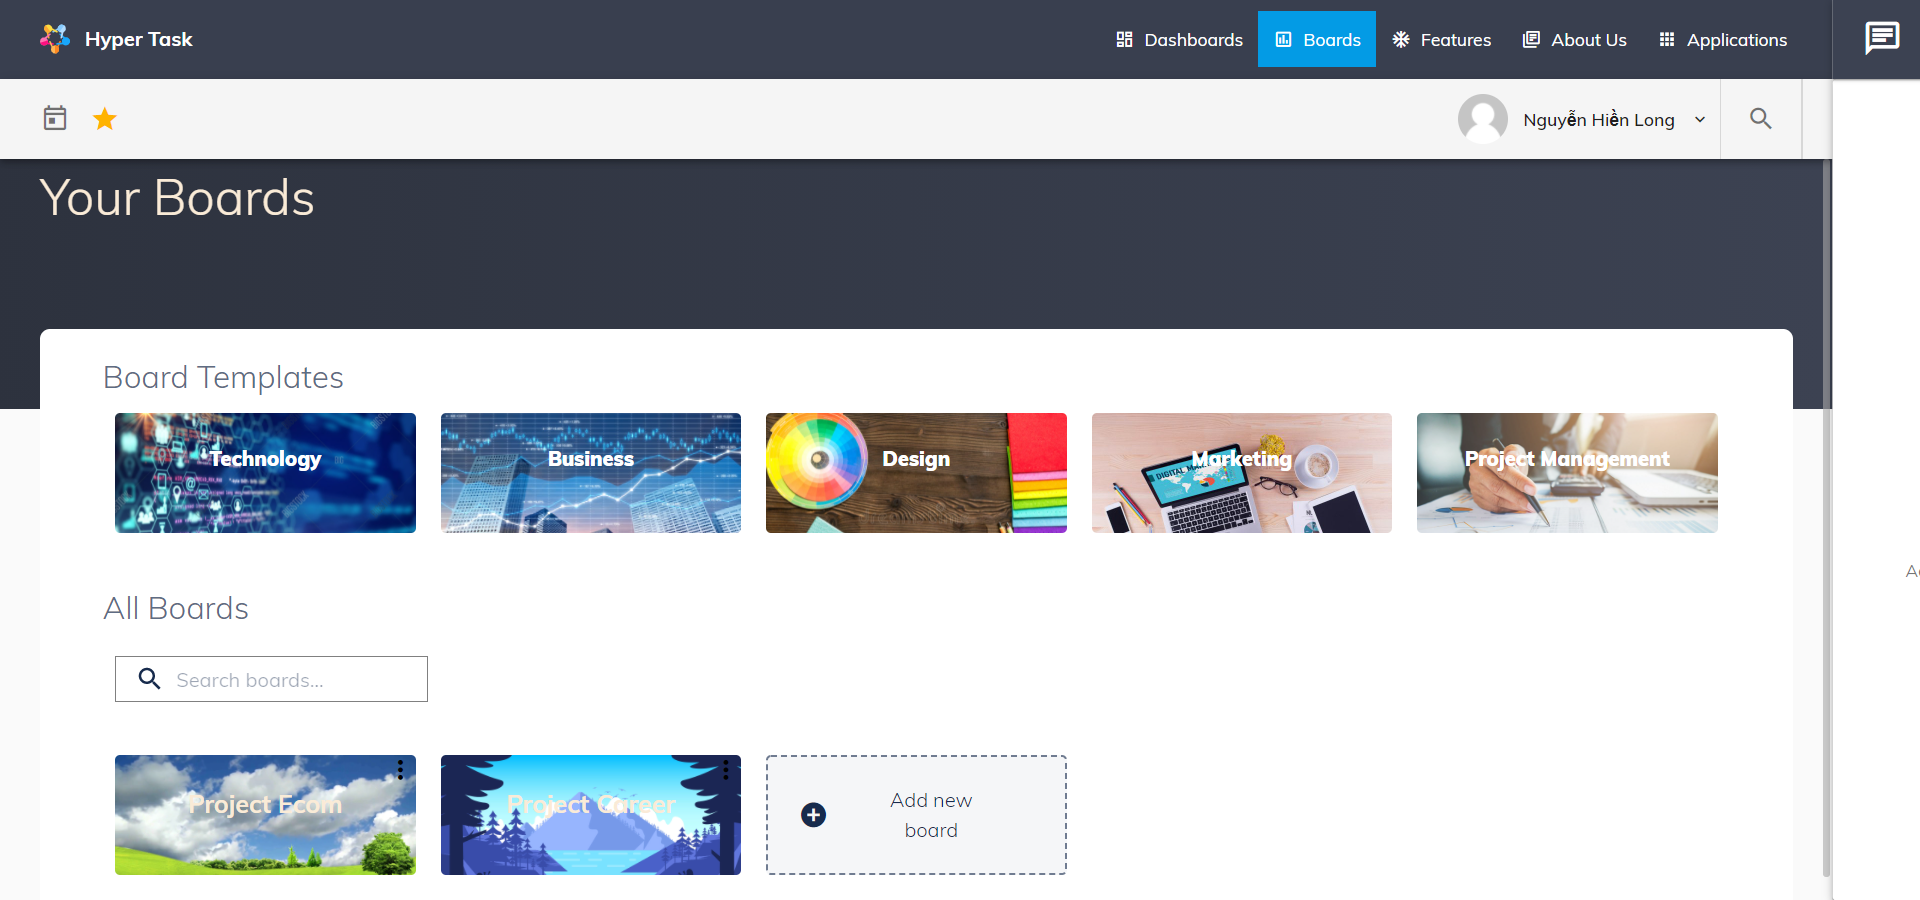 Hyper Task
Dashboards
Boards
Features
About Us
Applications
Nguyễn Hiền Long
Your Boards
Board Templates
Technology
Business
Design
Marketing
Project Management
All Boards
Search boards...
Project Ecom
Project Career
Add new
board